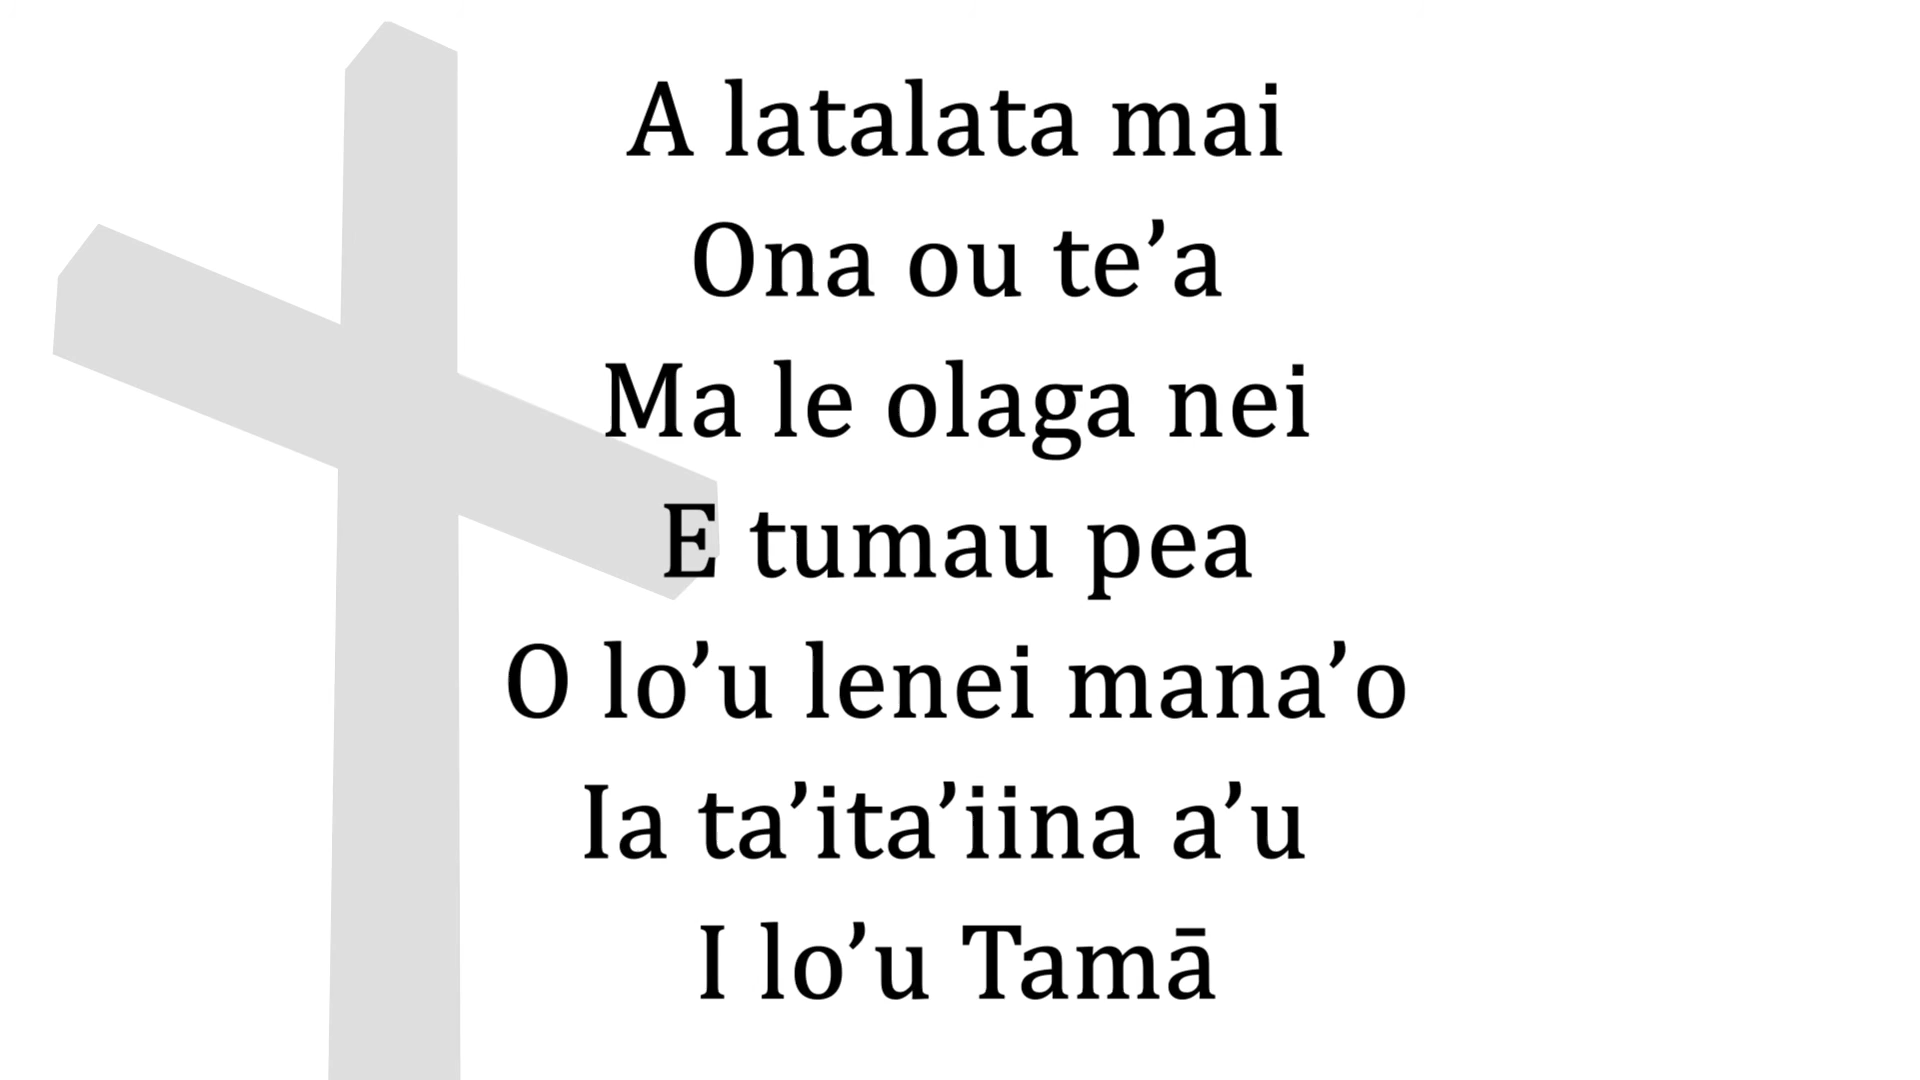 A latalata mai
Ona ou te’a
Ma le olaga nei
E tumau pea
O lo’u lenei mana’o
Ia ta’ita’iina a’u
I lo’u Tamā